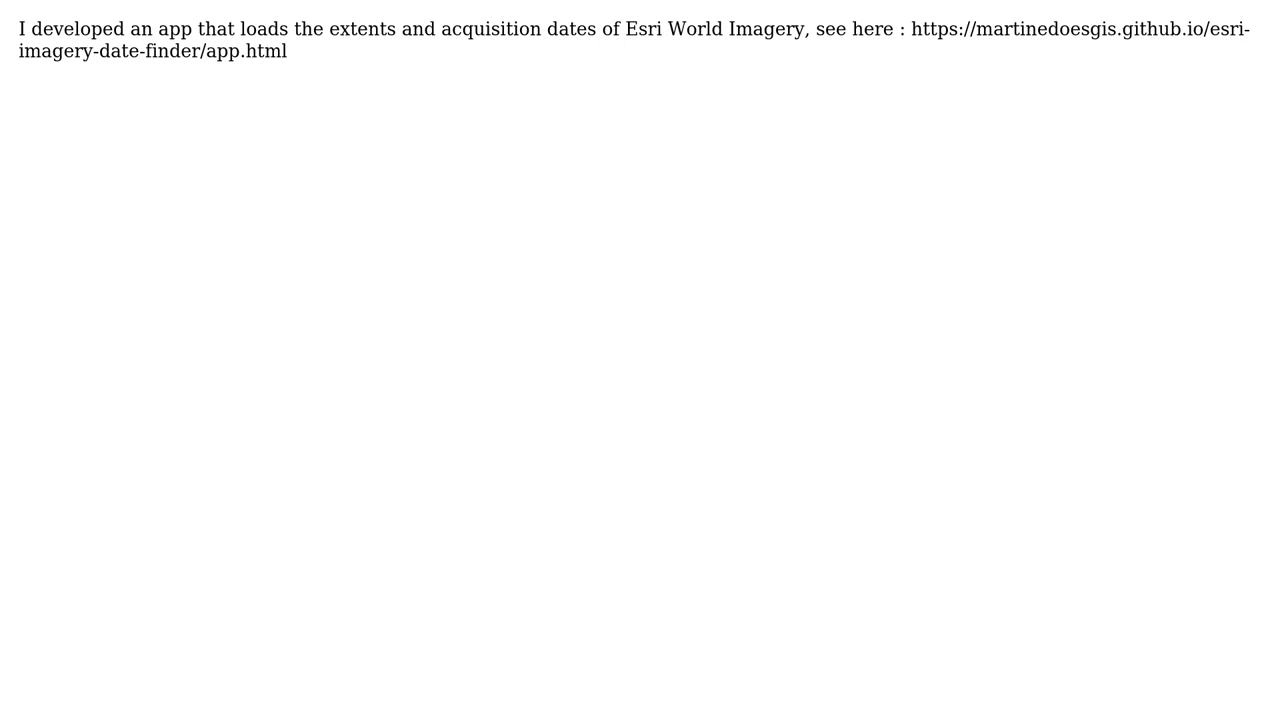 I developed an app that loads the extents and acquisition dates of Esri World Imagery, see here : https://martinedoesgis.github.io/esri-
imagery-date-finder/app.html